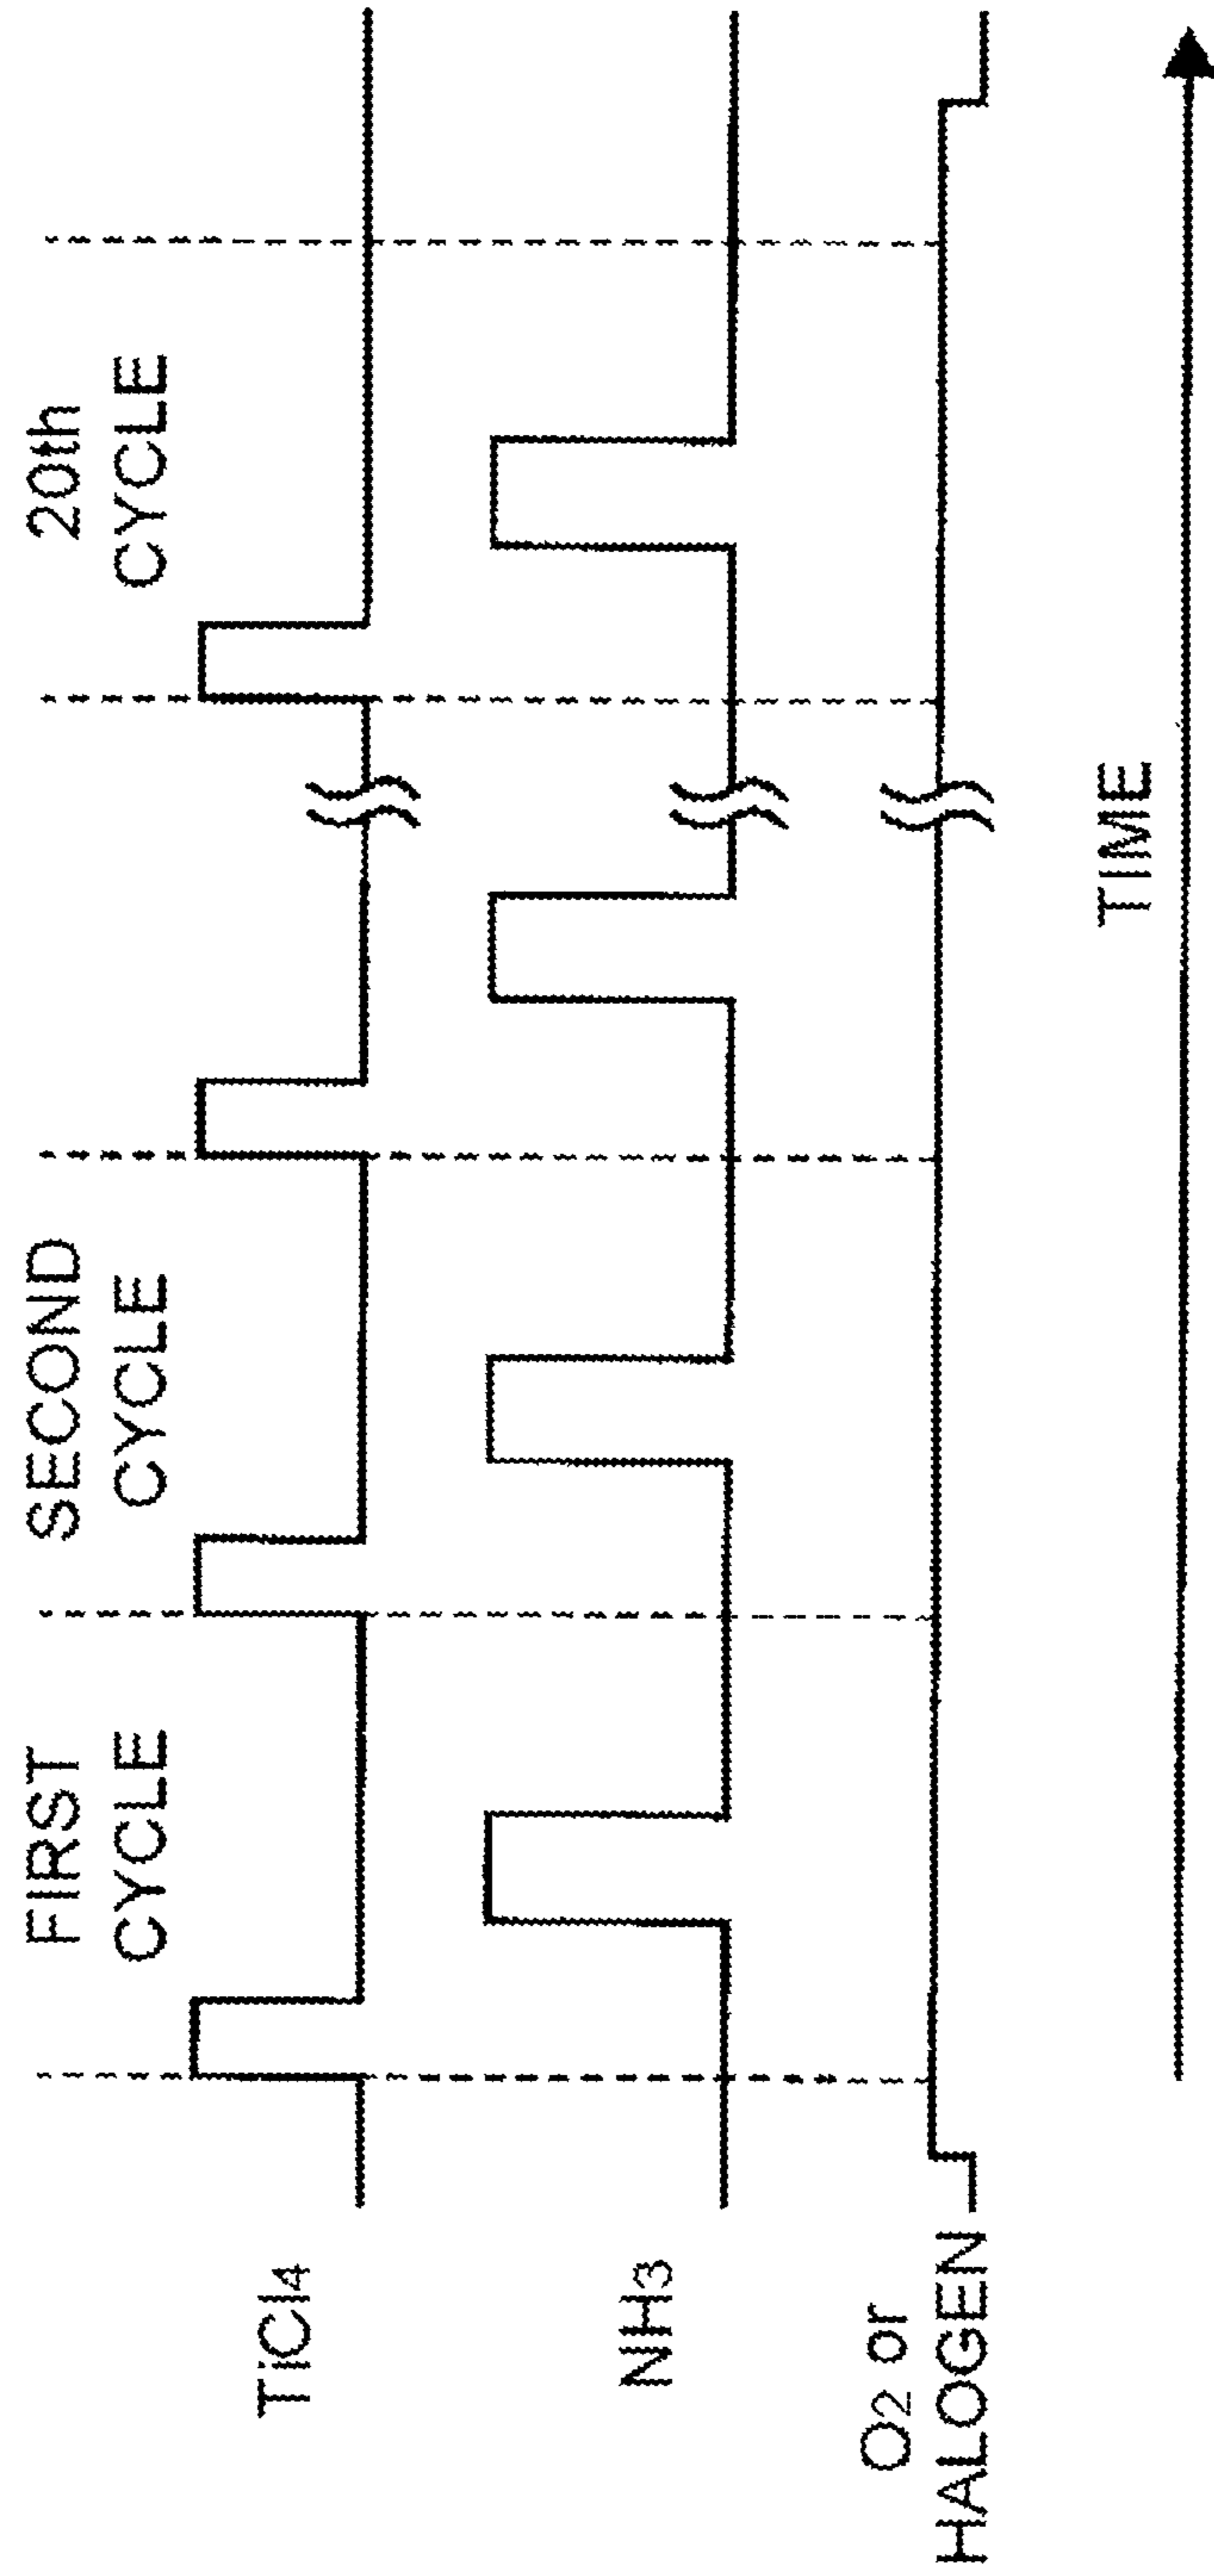 FIRST
CYCLE
SECOND
CYCLE
20th
CYCLE
TiCl4
NH3
O2 or
HALOGEN
TIME